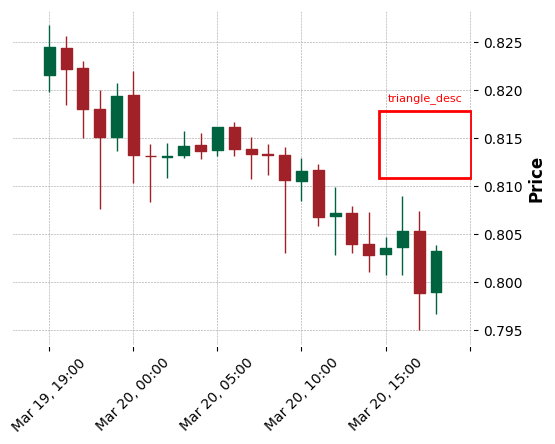 triangle_desc
0.825
0.820
0.815
0.810
0.805
0.800
0.795
Price
Mar 19, 19:00
Mar 20, 00:00
Mar 20, 05:00
Mar 20, 10:00
Mar 20, 15:00